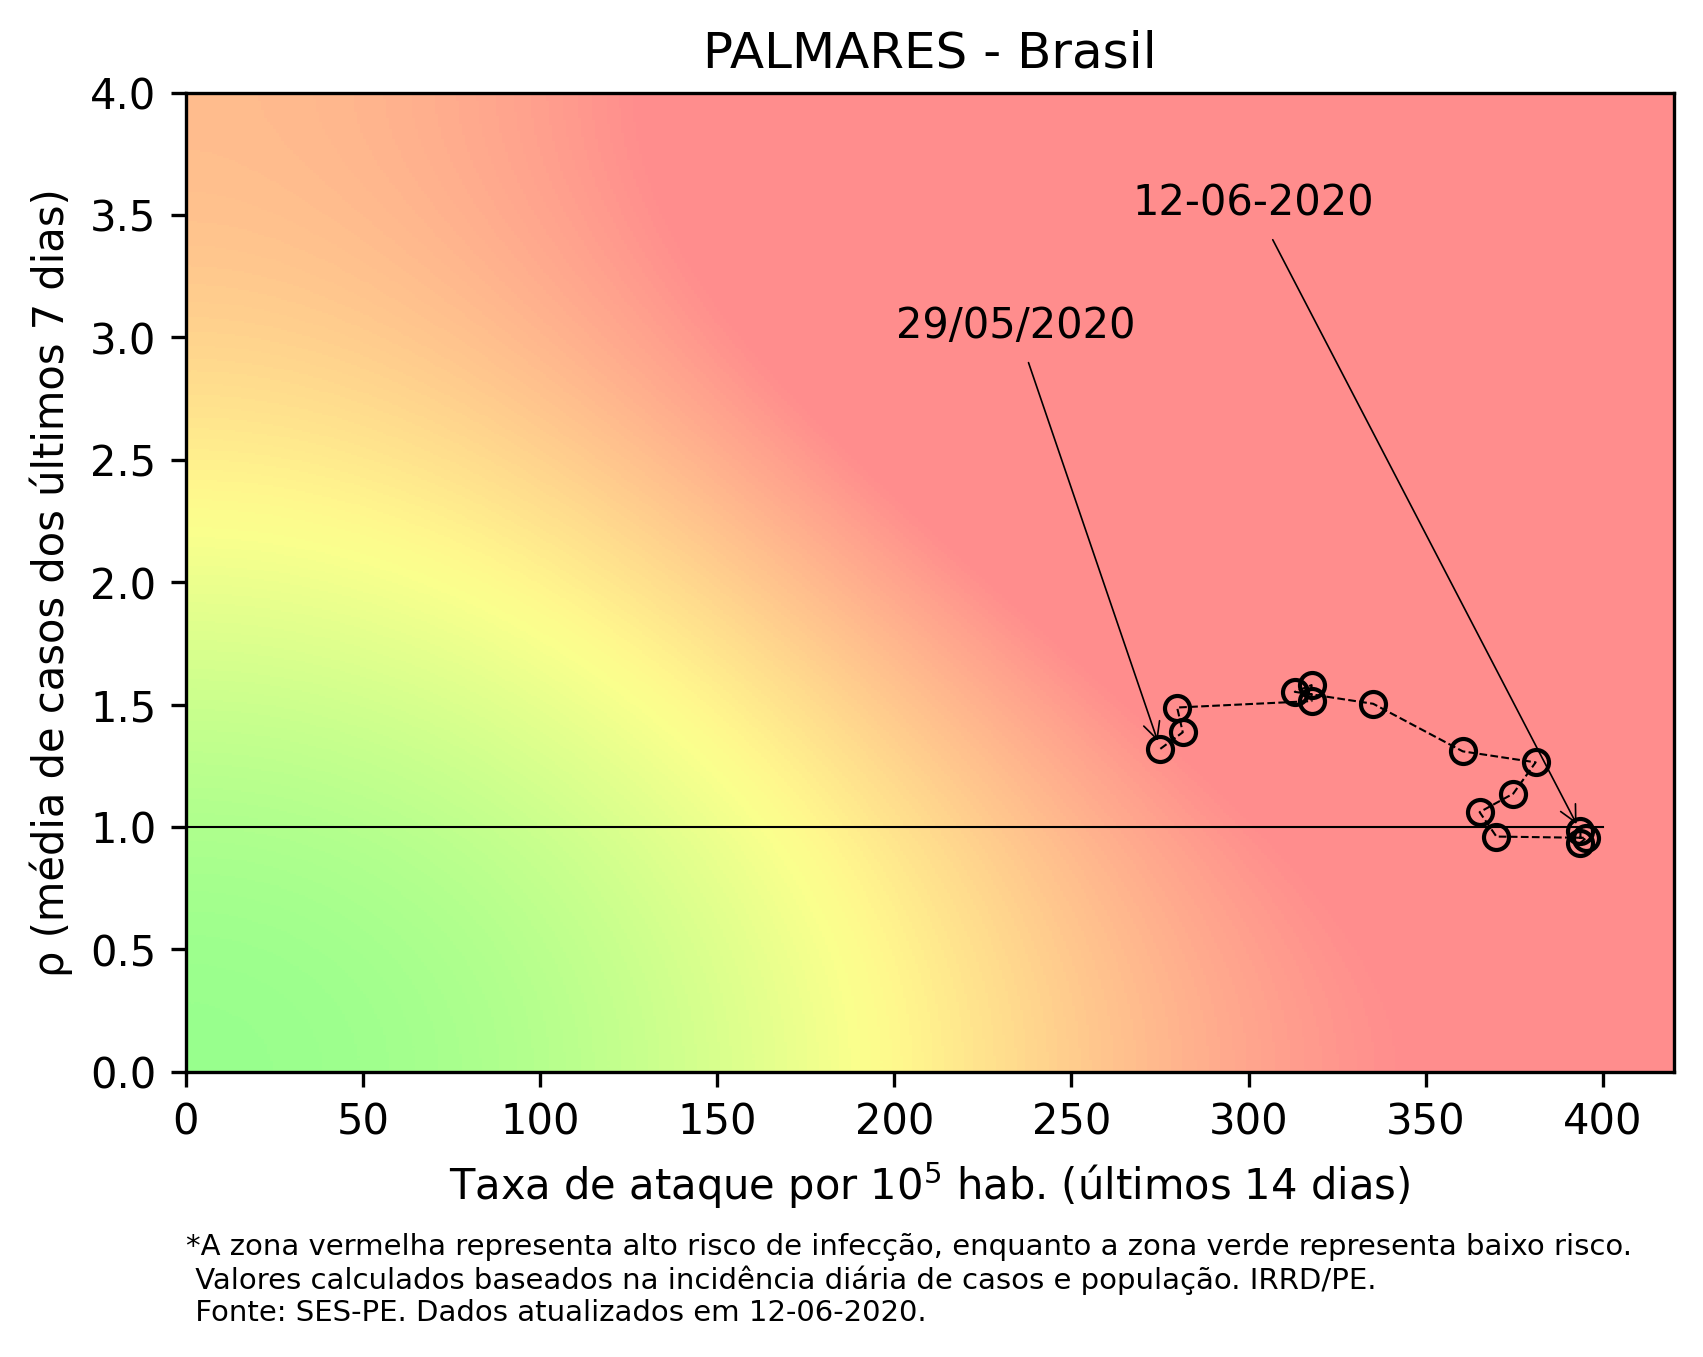 PALMARES - Brasil
4.0
3.5
3.0
2.5
2.0
1.5
1.0
0.5
0.0
ρ (média de casos dos últimos 7 dias)
12-06-2020
29/05/2020
0 50 100 150 200 250 300 350 400
Taxa de ataque por 10⁵ hab. (últimos 14 dias)
*A zona vermelha representa alto risco de infecção, enquanto a zona verde representa baixo risco.
Valores calculados baseados na incidência diária de casos e população. IRRD/PE.
Fonte: SES-PE. Dados atualizados em 12-06-2020.